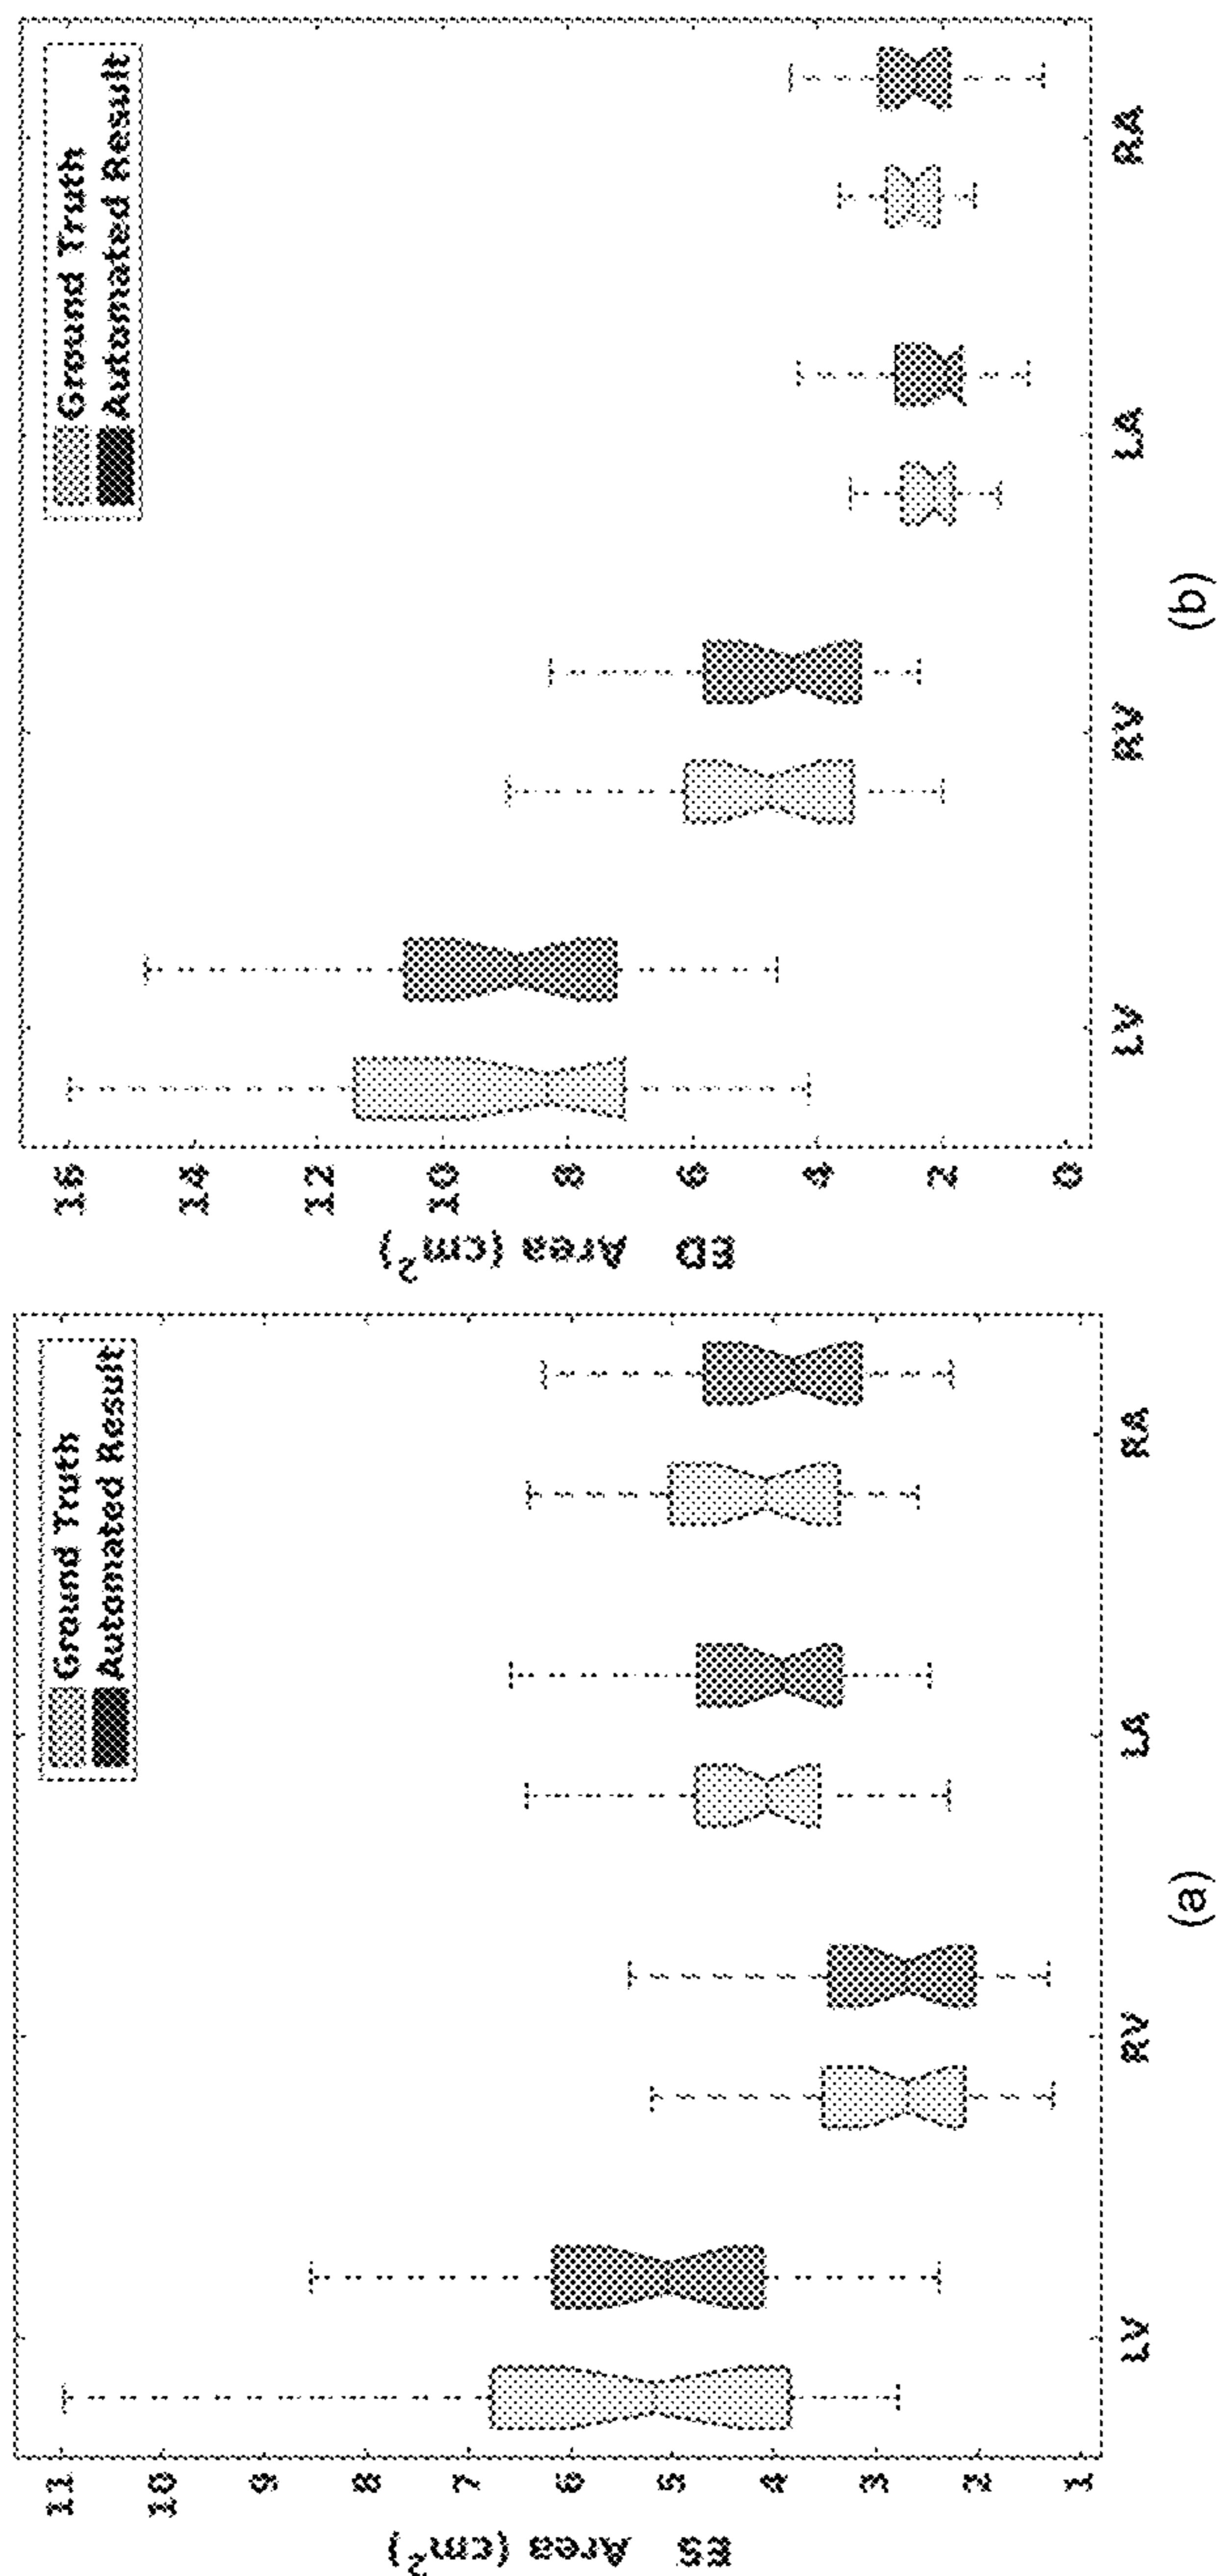 ES Area (cm²)
11
10
9
8
7
6
5
4
3
2
1
Ground Truth
Automated Result
LV
RV
LA
RA
(a)
ED Area (cm²)
16
14
12
10
8
6
4
2
0
Ground Truth
Automated Result
LV
RV
LA
RA
(b)